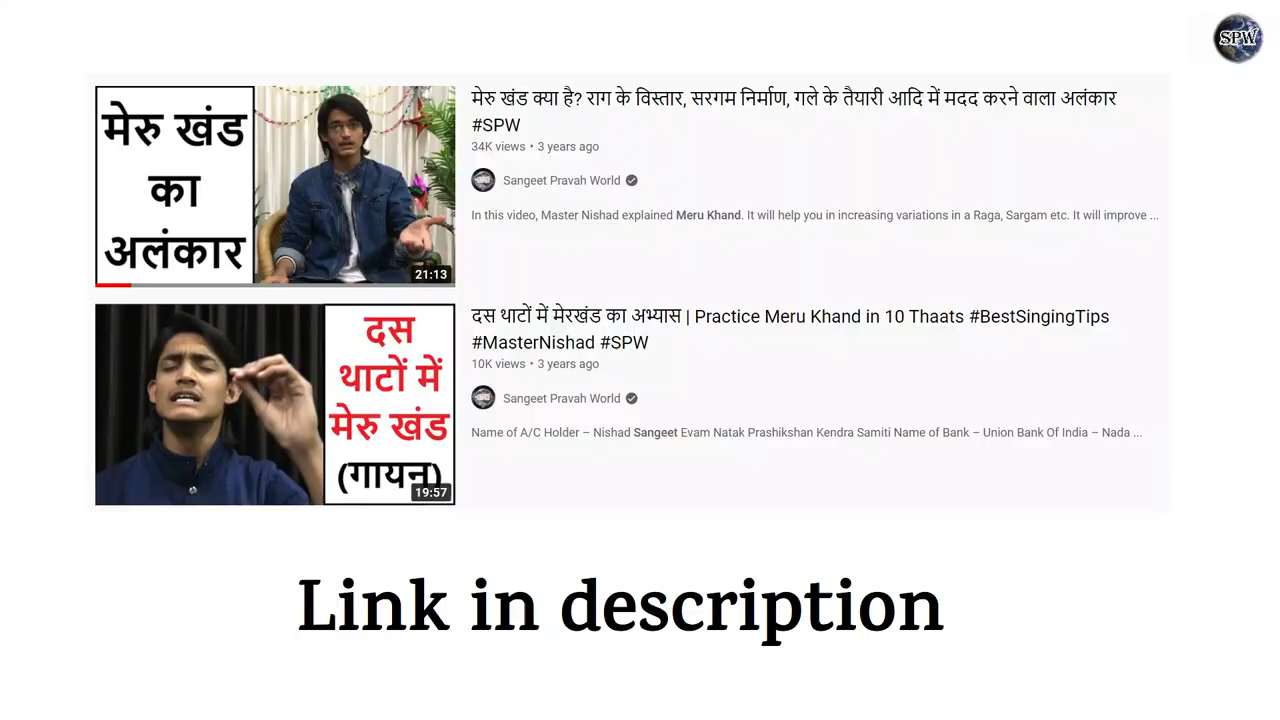 SPW
मेरु खंड
का
अलंकार
21:13
मेरु खंड क्या है? राग के विस्तार, सरगम निर्माण, गले के तैयारी आदि में मदद करने वाला अलंकार
#SPW
34K views • 3 years ago
Sangeet Pravah World
In this video, Master Nishad explained Meru Khand. It will help you in increasing variations in a Raga, Sargam etc. It will improve ...
दस
थाटों में
मेरु खंड
(गायन)
19:57
दस थाटों में मेरखंड का अभ्यास | Practice Meru Khand in 10 Thaats #BestSingingTips
#MasterNishad #SPW
10K views • 3 years ago
Sangeet Pravah World
Name of A/C Holder – Nishad Sangeet Evam Natak Prashikshan Kendra Samiti Name of Bank – Union Bank Of India – Nada ...
Link in description